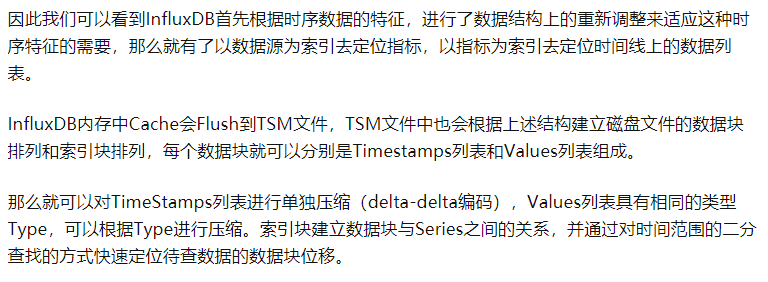 因此我们可以看到InfluxDB首先根据时序数据的特征，进行了数据结构上的重新调整来适应这种时
序特征的需要，那么就有了以数据源为索引去定位指标，以指标为索引去定位时间线上的数据列
表。
InfluxDB内存中Cache会Flush到TSM文件，TSM文件中也会根据上述结构建立磁盘文件的数据块
排列和索引块排列，每个数据块就可以分别是Timestamps列表和Values列表组成。
那么就可以对TimeStamps列表进行单独压缩（delta-delta编码），Values列表具有相同的类型
Type，可以根据Type进行压缩。索引块建立数据块与Series之间的关系，并通过对时间范围的二分
查找的方式快速定位待查数据的数据块位移。